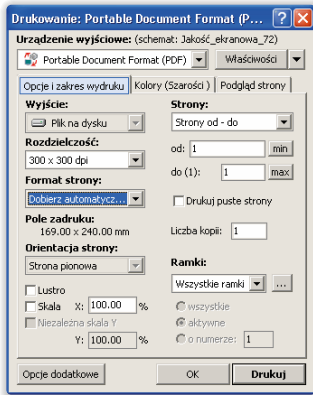 Drukowanie: Portable Document Format (P...
Urządzenie wyjściowe: (schemat: Jakość_ekranowa_72)
Portable Document Format (PDF) Właściwości
Opcje i zakres wydruku Kolory (Szarości ) Podgląd strony
Wyjście:
Plik na dysku
Rozdzielczość:
300 x 300 dpi
Format strony:
Dobierz automatycz...
Pole zadruku:
169.00 x 240.00 mm
Orientacja strony:
Strona pionowa
Lustro
Skala X: 100.00 %
Niezależna skala Y
Y: 100.00 %
Strony:
Strony od - do
od: 1 min
do (1): 1 max
Drukuj puste strony
Liczba kopii: 1
Ramki:
Wszystkie ramki ...
wszystkie
aktywne
o numerze: 1
Opcje dodatkowe OK Drukuj